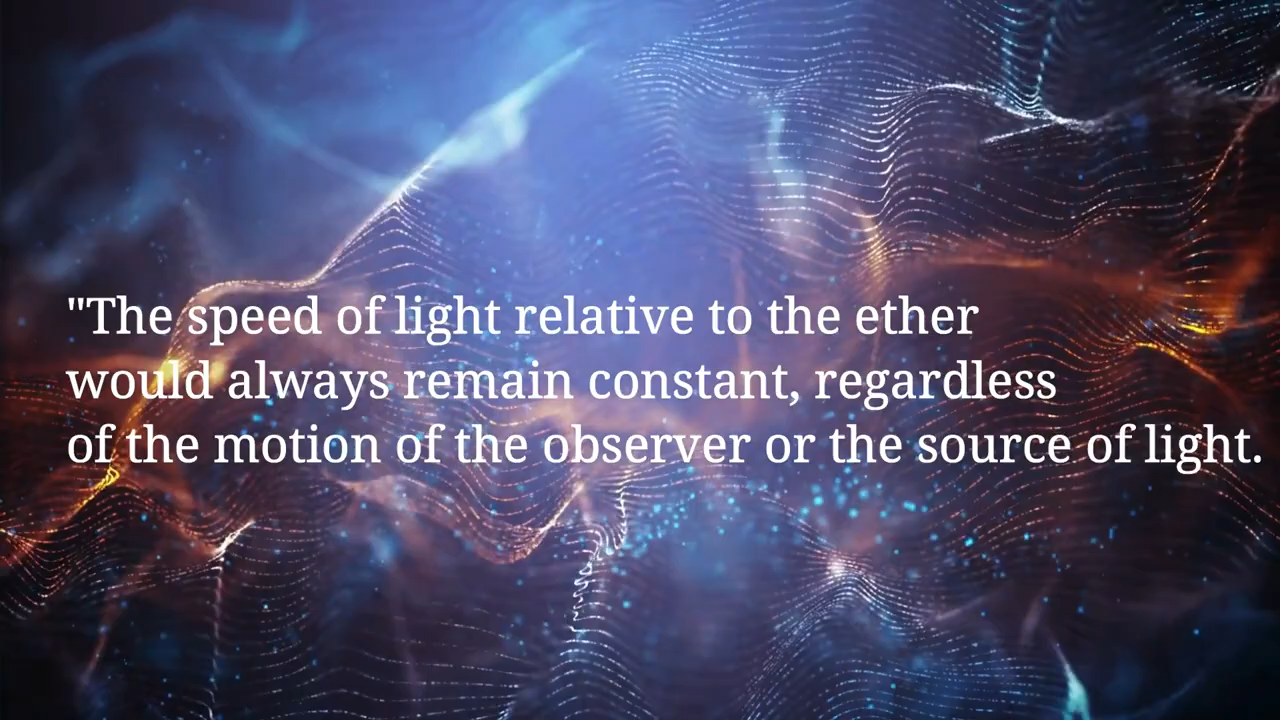 "The speed of light relative to the ether
would always remain constant, regardless
of the motion of the observer or the source of light.